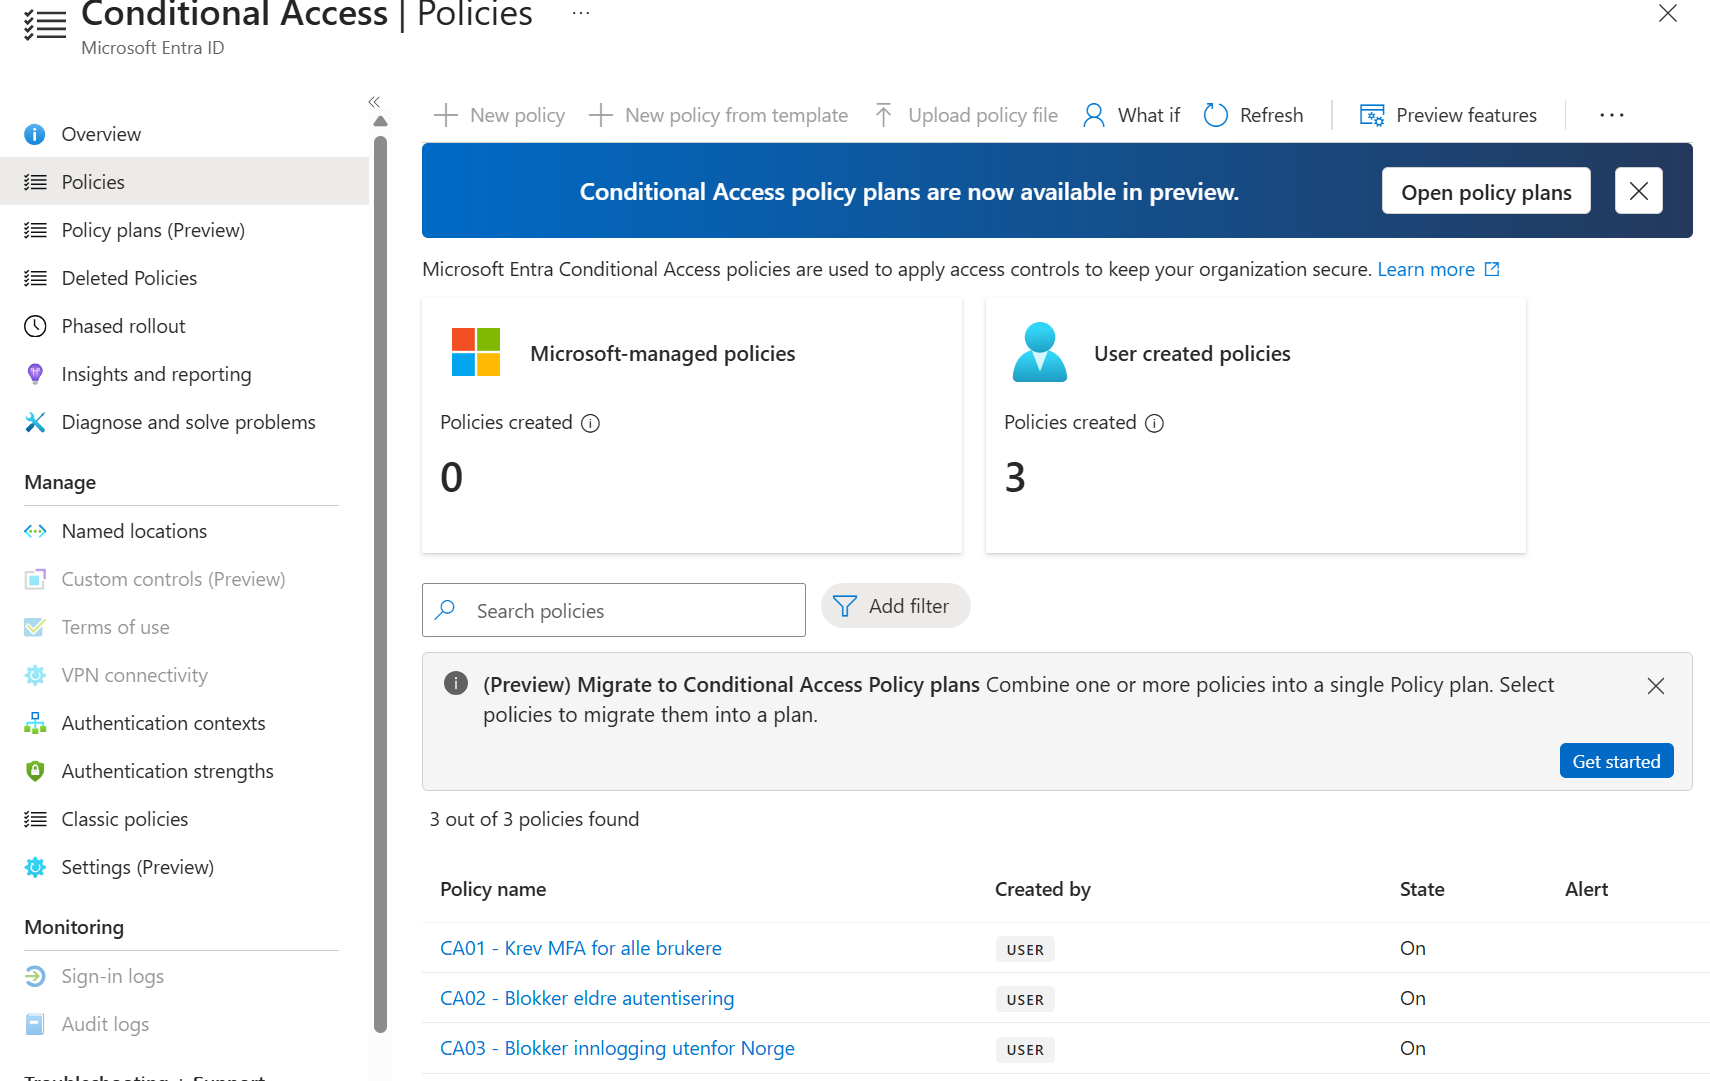 Conditional Access | Policies ...
Microsoft Entra ID
Overview
Policies
Policy plans (Preview)
Deleted Policies
Phased rollout
Insights and reporting
Diagnose and solve problems
Manage
Named locations
Custom controls (Preview)
Terms of use
VPN connectivity
Authentication contexts
Authentication strengths
Classic policies
Settings (Preview)
Monitoring
Sign-in logs
Audit logs
Troubleshooting + Support
New policy New policy from template Upload policy file What if Refresh Preview features ...
Conditional Access policy plans are now available in preview. Open policy plans
Microsoft Entra Conditional Access policies are used to apply access controls to keep your organization secure. Learn more
Microsoft-managed policies
Policies created
0
User created policies
Policies created
3
Search policies Add filter
(Preview) Migrate to Conditional Access Policy plans Combine one or more policies into a single Policy plan. Select
policies to migrate them into a plan.
Get started
3 out of 3 policies found
Policy name Created by State Alert
CA01 - Krev MFA for alle brukere USER On
CA02 - Blokker eldre autentisering USER On
CA03 - Blokker innlogging utenfor Norge USER On